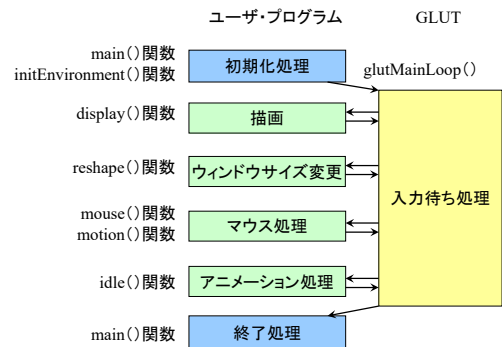 ユーザ・プログラム GLUT
main()関数
initEnvironment()関数
初期化処理
glutMainLoop()
display()関数
描画
reshape()関数
ウィンドウサイズ変更
入力待ち処理
mouse()関数
motion()関数
マウス処理
idle()関数
アニメーション処理
main()関数
終了処理